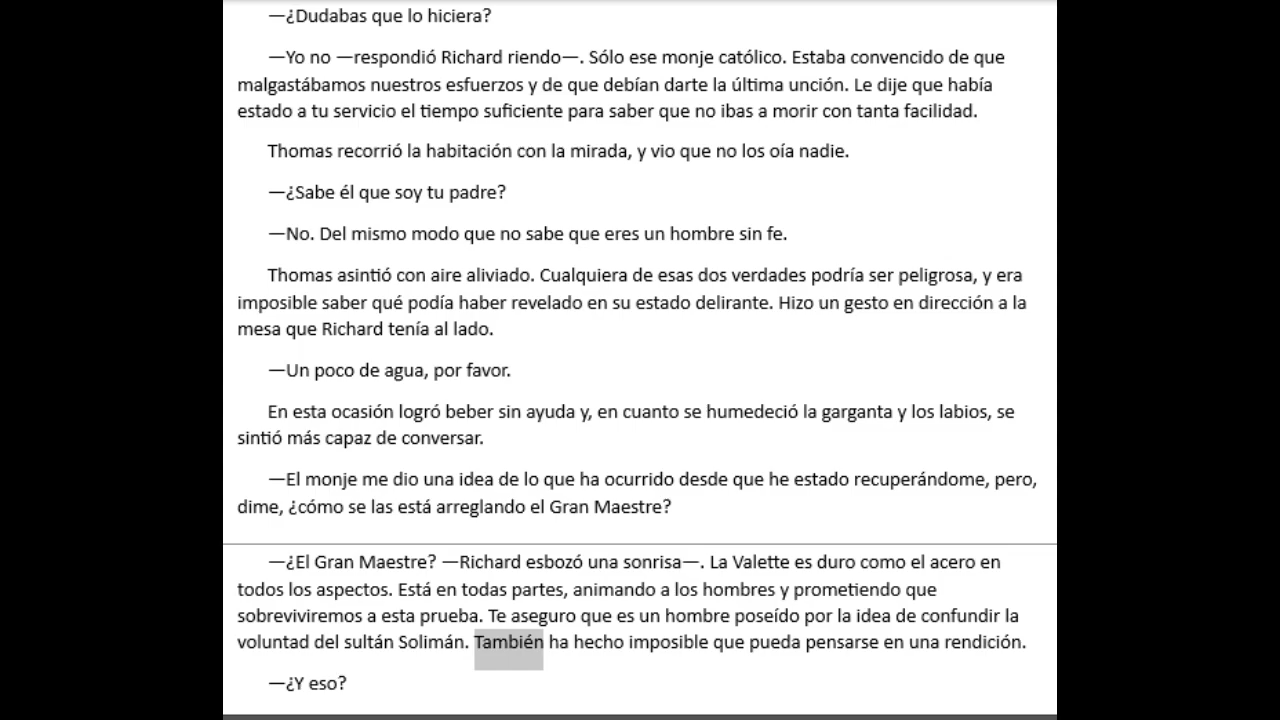 —¿Dudabas que lo hiciera?
—Yo no —respondió Richard riendo—. Sólo ese monje católico. Estaba convencido de que
malgastábamos nuestros esfuerzos y de que debían darte la última unción. Le dije que había
estado a tu servicio el tiempo suficiente para saber que no ibas a morir con tanta facilidad.
Thomas recorrió la habitación con la mirada, y vio que no los oía nadie.
—¿Sabe él que soy tu padre?
—No. Del mismo modo que no sabe que eres un hombre sin fe.
Thomas asintió con aire aliviado. Cualquiera de esas dos verdades podría ser peligrosa, y era
imposible saber qué podía haber revelado en su estado delirante. Hizo un gesto en dirección a la
mesa que Richard tenía al lado.
—Un poco de agua, por favor.
En esta ocasión logró beber sin ayuda y, en cuanto se humedeció la garganta y los labios, se
sintió más capaz de conversar.
—El monje me dio una idea de lo que ha ocurrido desde que he estado recuperándome, pero,
dime, ¿cómo se las está arreglando el Gran Maestre?
—¿El Gran Maestre? —Richard esbozó una sonrisa—. La Valette es duro como el acero en
todos los aspectos. Está en todas partes, animando a los hombres y prometiendo que
sobreviviremos a esta prueba. Te aseguro que es un hombre poseído por la idea de confundir la
voluntad del sultán Solimán. También ha hecho imposible que pueda pensarse en una rendición.
—¿Y eso?